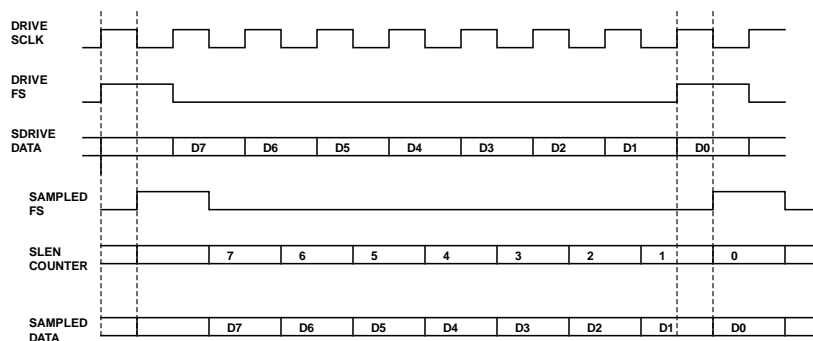 DRIVE
SCLK
DRIVE
FS
SDRIVE
DATA
D7 D6 D5 D4 D3 D2 D1 D0
SAMPLED
FS
SLEN
COUNTER
7 6 5 4 3 2 1 0
SAMPLED
DATA
D7 D6 D5 D4 D3 D2 D1 D0